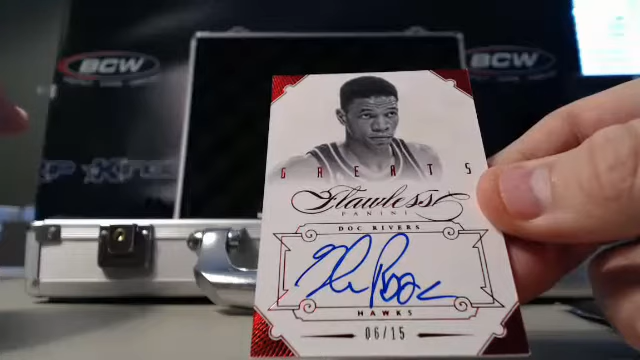 BCW
BCW
GREATS
Flawless
PANINI
DOC RIVERS
HAWKS
06/15